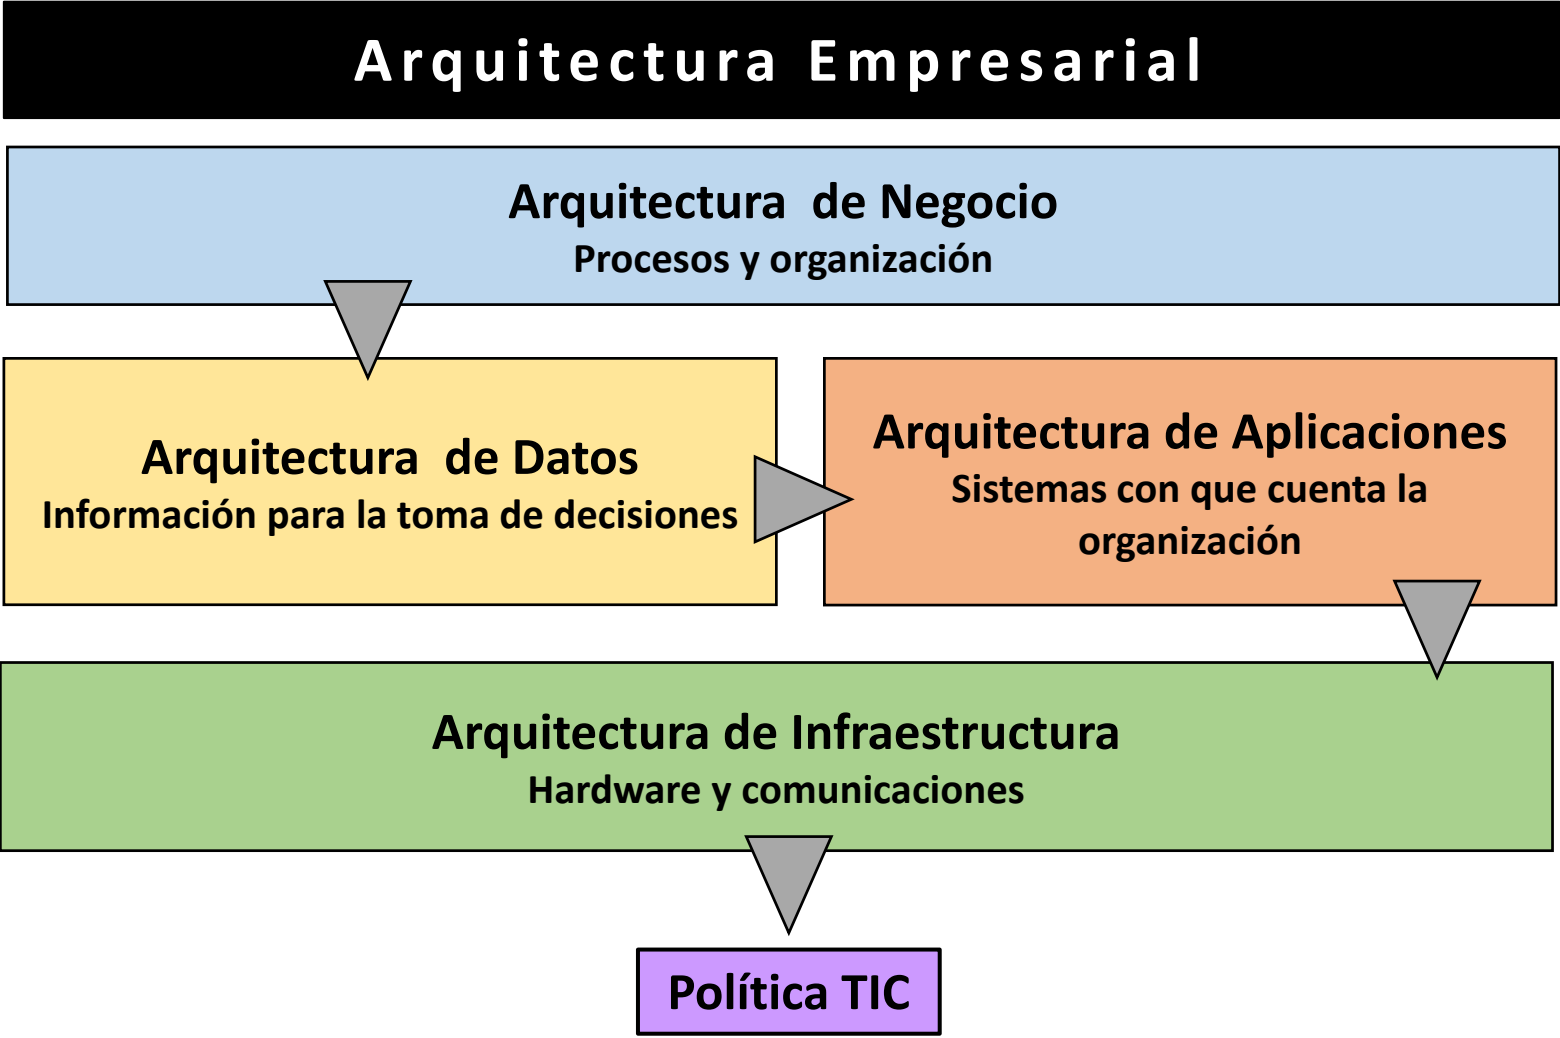 Arquitectura Empresarial
Arquitectura de Negocio
Procesos y organización
Arquitectura de Datos
Información para la toma de decisiones
Arquitectura de Aplicaciones
Sistemas con que cuenta la
organización
Arquitectura de Infraestructura
Hardware y comunicaciones
Política TIC